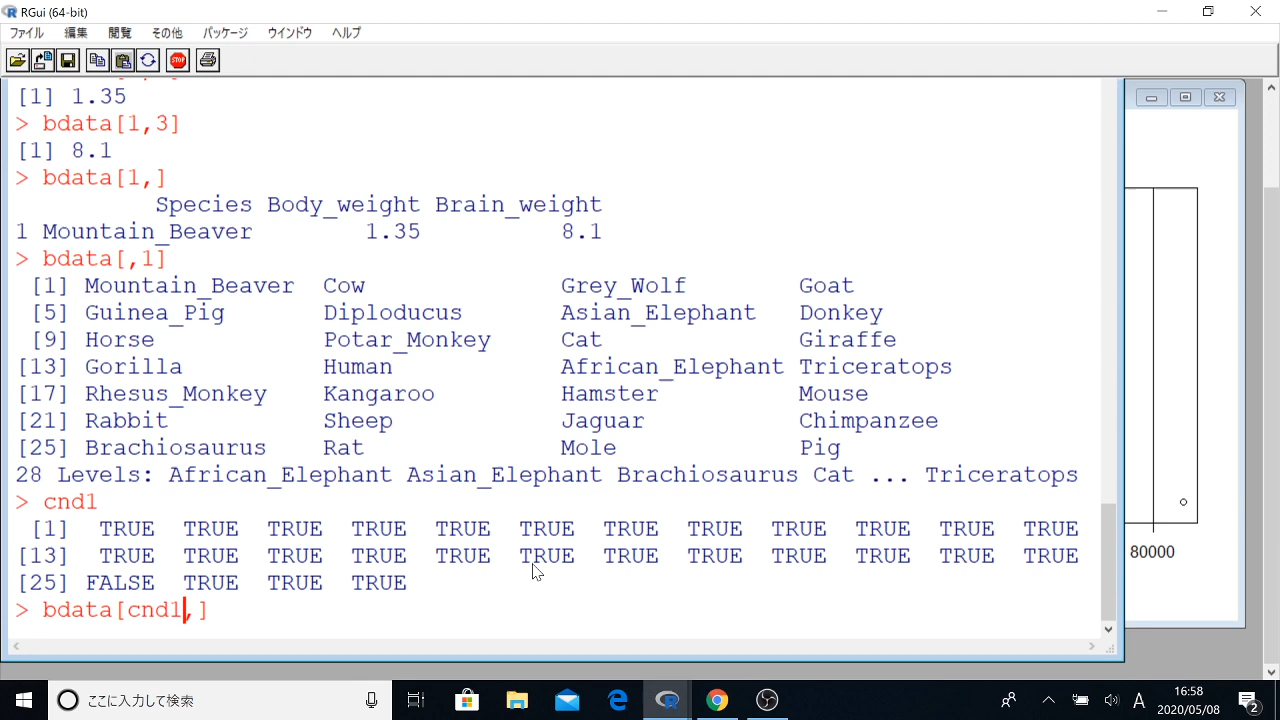 RGui (64-bit)
ファイル 編集 閲覧 その他 パッケージ ウインドウ ヘルプ
STOP
[1] 1.35
> bdata[1,3]
[1] 8.1
> bdata[1,]
Species Body_weight Brain_weight
1 Mountain_Beaver 1.35 8.1
> bdata[,1]
[1] Mountain_Beaver Cow Grey_Wolf Goat
[5] Guinea_Pig Diploducus Asian_Elephant Donkey
[9] Horse Potar_Monkey Cat Giraffe
[13] Gorilla Human African_Elephant Triceratops
[17] Rhesus_Monkey Kangaroo Hamster Mouse
[21] Rabbit Sheep Jaguar Chimpanzee
[25] Brachiosaurus Rat Mole Pig
28 Levels: African_Elephant Asian_Elephant Brachiosaurus Cat ... Triceratops
> cnd1
[1] TRUE TRUE TRUE TRUE TRUE TRUE TRUE TRUE TRUE TRUE TRUE TRUE
[13] TRUE TRUE TRUE TRUE TRUE TRUE TRUE TRUE TRUE TRUE TRUE TRUE
[25] FALSE TRUE TRUE TRUE
> bdata[cnd1,]
80000
ここに入力して検索
A
16:58
2020/05/08
2